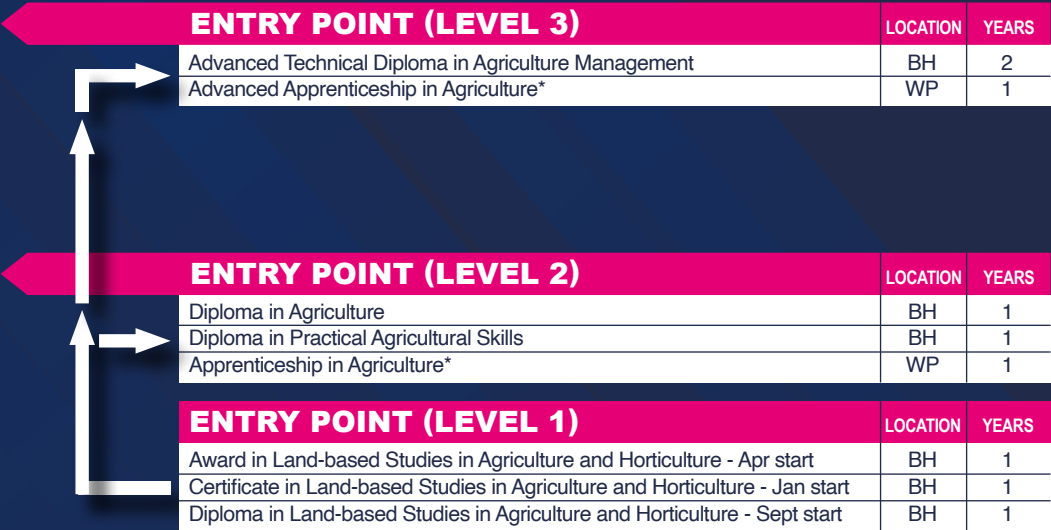 ENTRY POINT (LEVEL 3) LOCATION YEARS
Advanced Technical Diploma in Agriculture Management BH 2
Advanced Apprenticeship in Agriculture* WP 1
ENTRY POINT (LEVEL 2) LOCATION YEARS
Diploma in Agriculture BH 1
Diploma in Practical Agricultural Skills BH 1
Apprenticeship in Agriculture* WP 1
ENTRY POINT (LEVEL 1) LOCATION YEARS
Award in Land-based Studies in Agriculture and Horticulture - Apr start BH 1
Certificate in Land-based Studies in Agriculture and Horticulture - Jan start BH 1
Diploma in Land-based Studies in Agriculture and Horticulture - Sept start BH 1